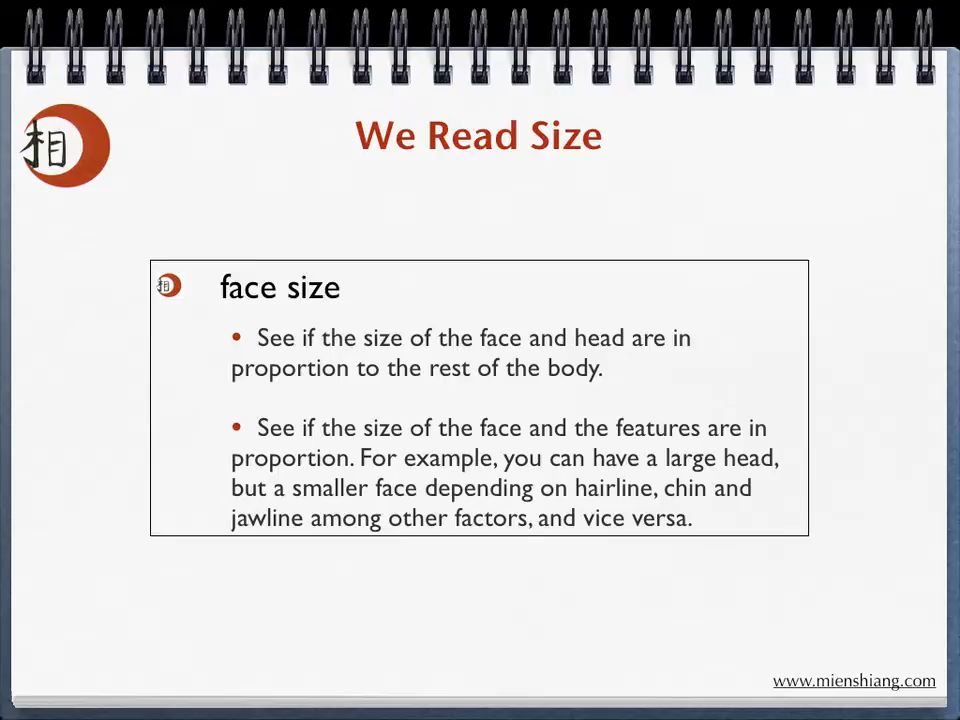 相
We Read Size
相 face size
• See if the size of the face and head are in
proportion to the rest of the body.
• See if the size of the face and the features are in
proportion. For example, you can have a large head,
but a smaller face depending on hairline, chin and
jawline among other factors, and vice versa.
www.mienshiang.com